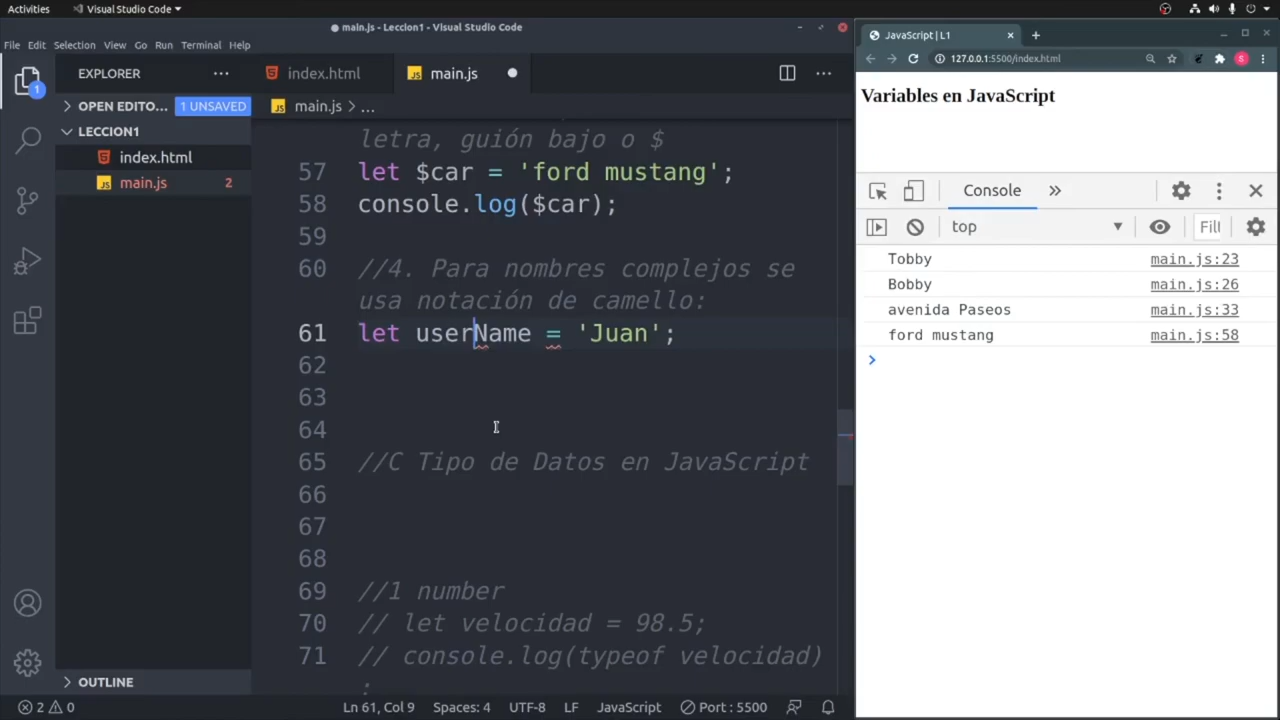 Activities
Visual Studio Code
main.js - Leccion1 - Visual Studio Code
File Edit Selection View Go Run Terminal Help
EXPLORER
index.html
main.js
OPEN EDITO... 1 UNSAVED
main.js > ...
LECCION1
index.html
main.js 2
1
letra, guión bajo o $
57 let $car = 'ford mustang';
58 console.log($car);
59
60 //4. Para nombres complejos se
usa notación de camello:
61 let userName = 'Juan';
62
63
64
65 //C Tipo de Datos en JavaScript
66
67
68
69 //1 number
70 // let velocidad = 98.5;
71 // console.log(typeof velocidad)
;
OUTLINE
2 0
Ln 61, Col 9 Spaces: 4 UTF-8 LF JavaScript Port : 5500
JavaScript | L1
127.0.0.1:5500/index.html
S
Variables en JavaScript
Console
top
Filt
Tobby main.js:23
Bobby main.js:26
avenida Paseos main.js:33
ford mustang main.js:58